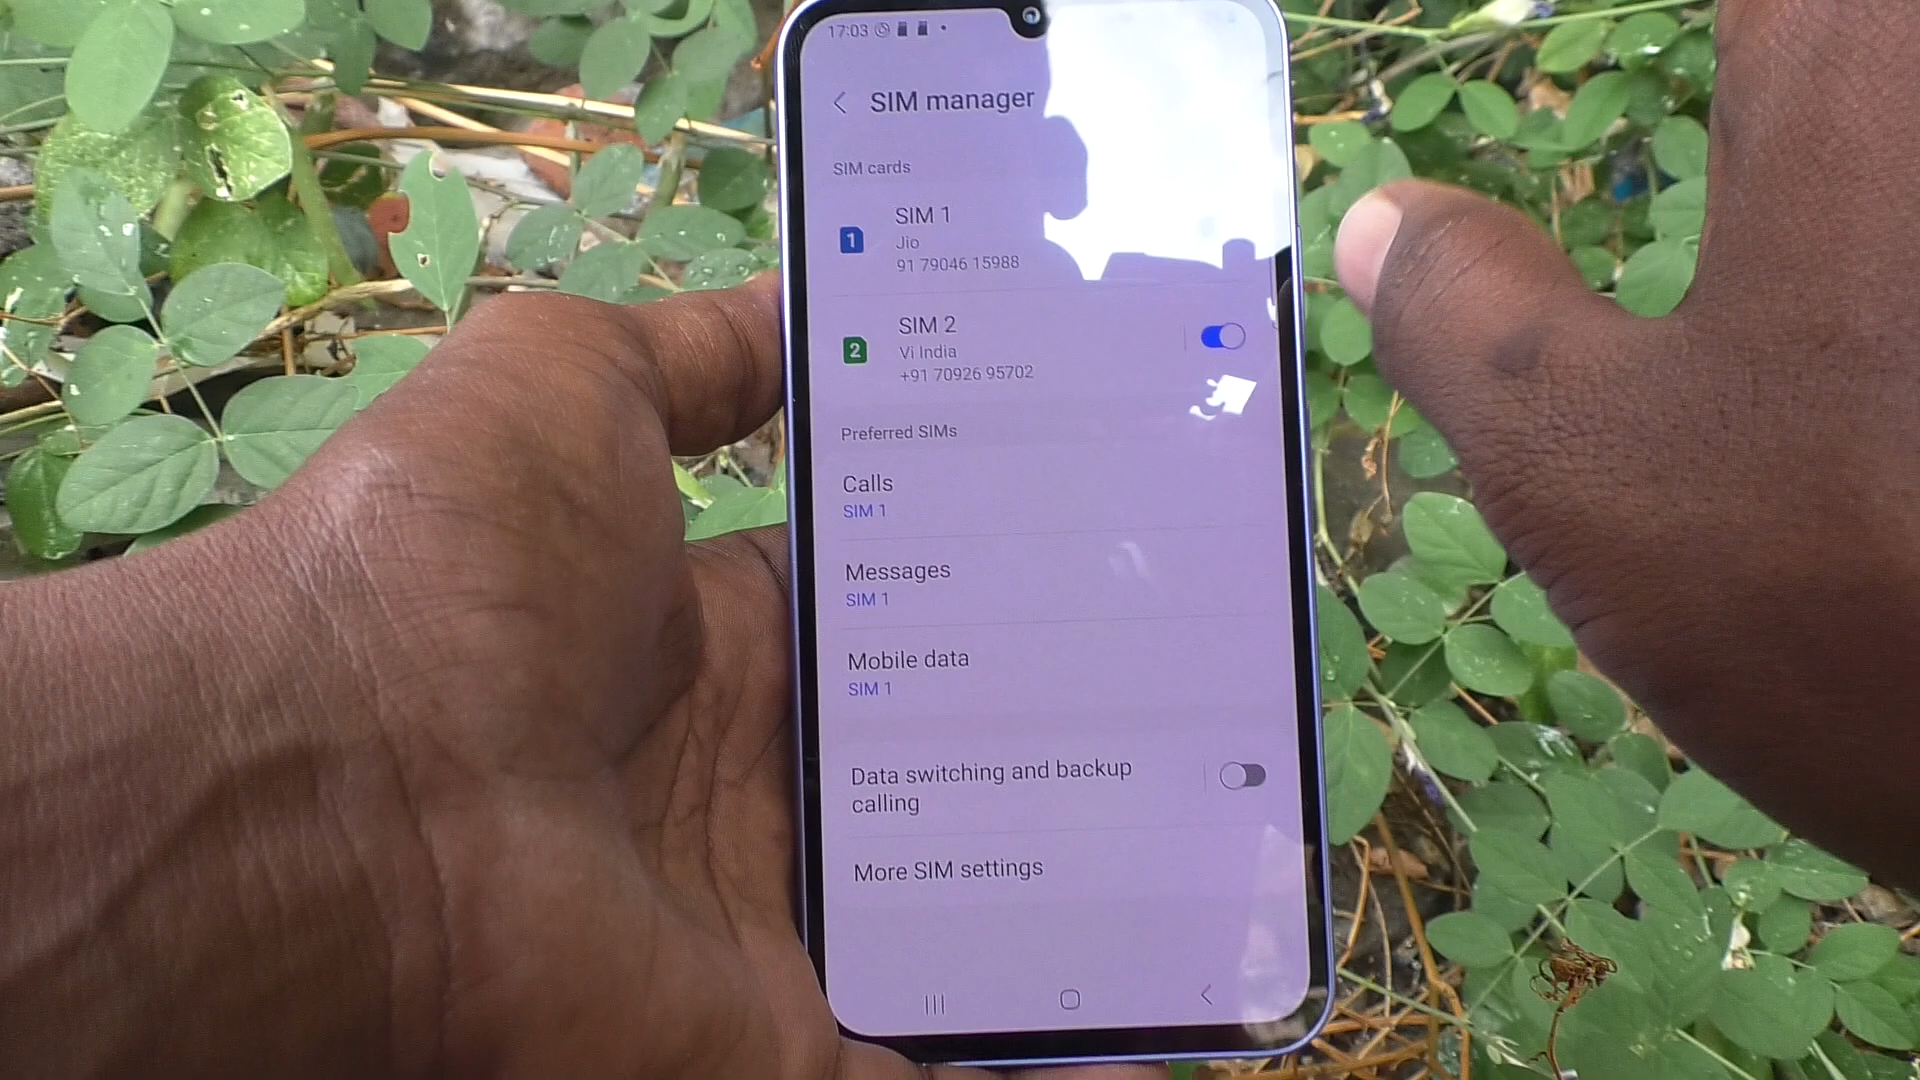 17:03
SIM manager
SIM cards
1
SIM 1
Jio
91 79046 15988
2
SIM 2
Vi India
+91 70926 95702
Preferred SIMs
Calls
SIM 1
Messages
SIM 1
Mobile data
SIM 1
Data switching and backup
calling
More SIM settings